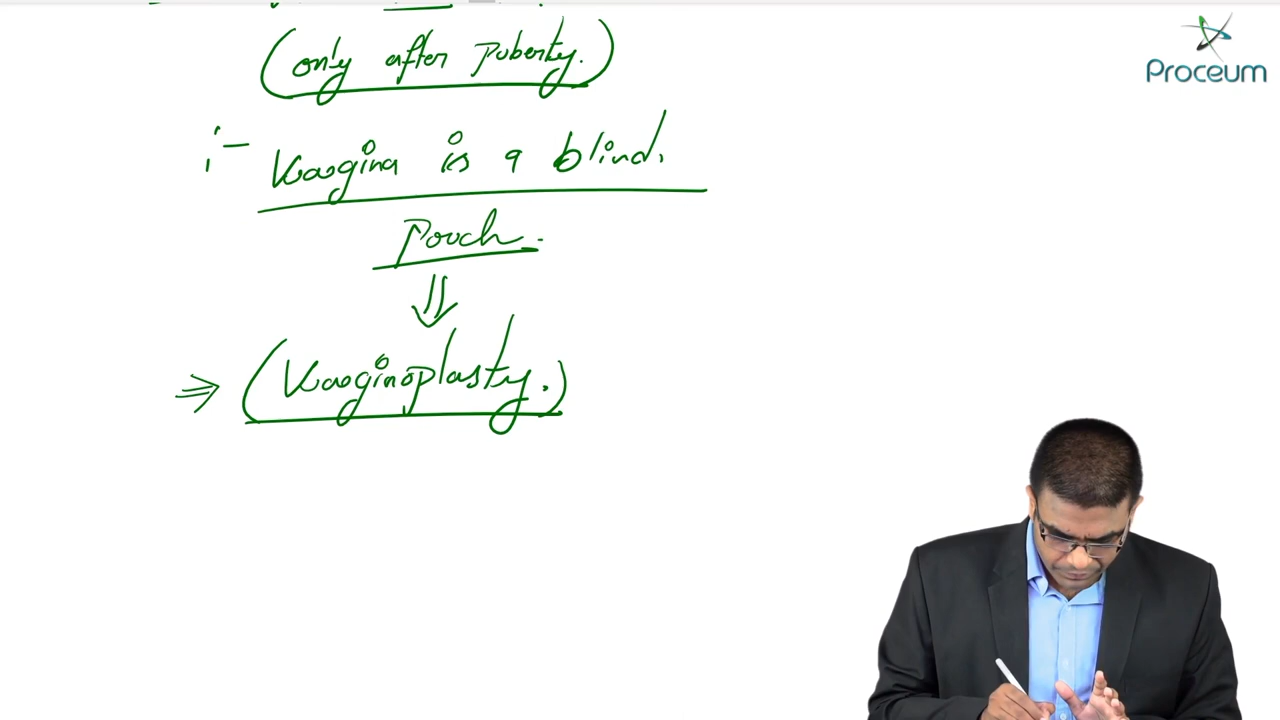 Proceum
(only after puberty.)
:- Vagina is a blind.
Pouch.
⇓
⇒ (Vaginoplasty.)